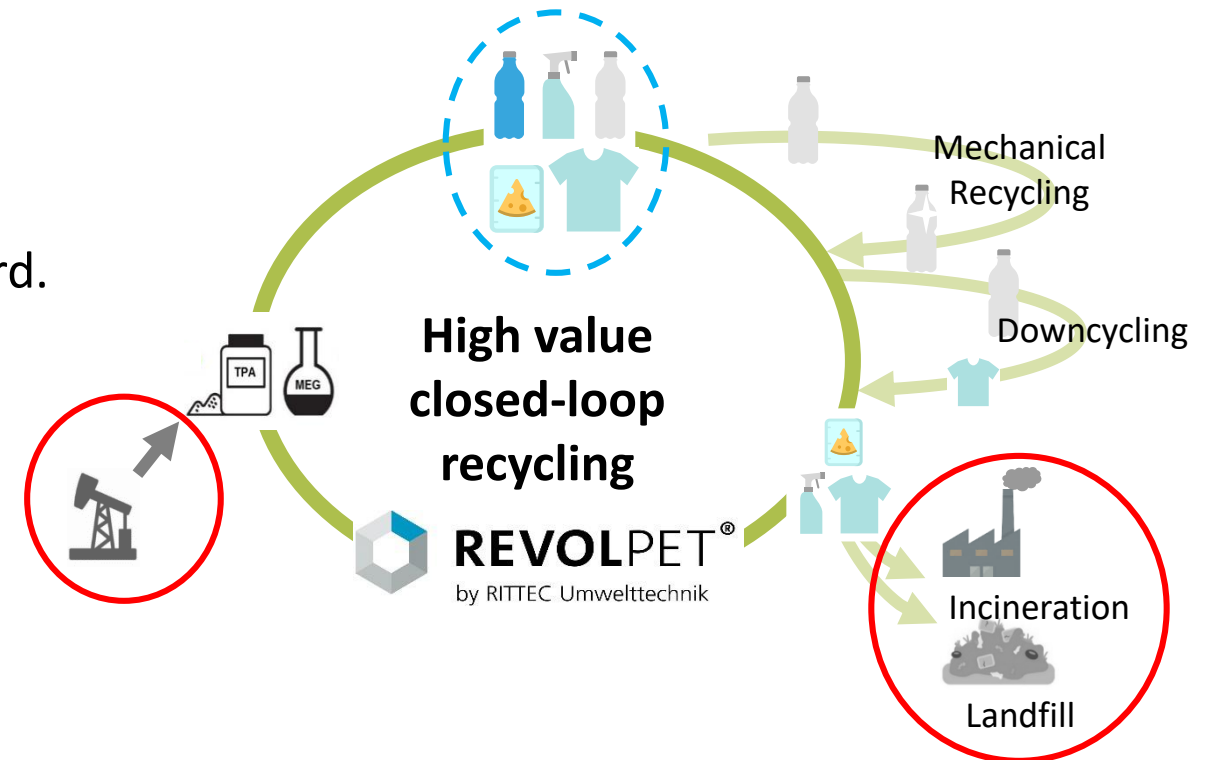 Mechanical
Recycling
rd.
Downcycling
High value
closed-loop
recycling
TPA
MEG
REVOLPET®
by RITTEC Umwelttechnik
Incineration
Landfill